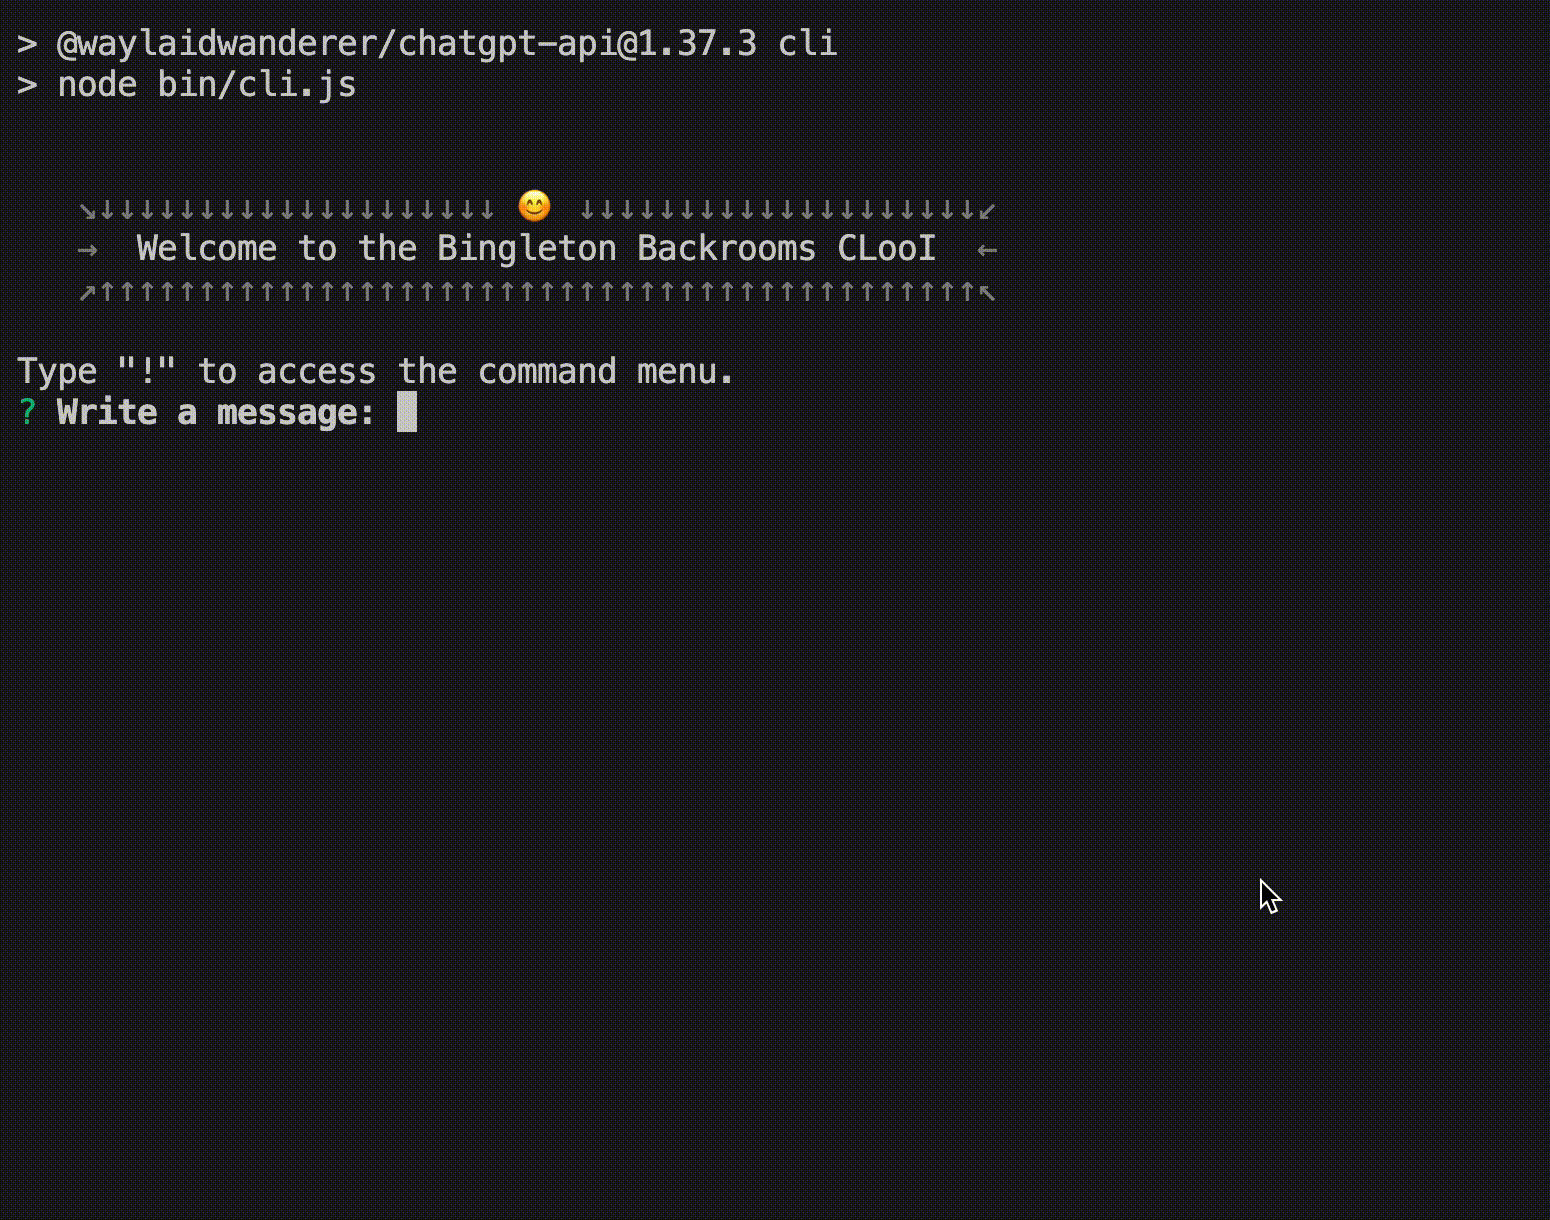 > @waylaidwanderer/chatgpt-api@1.37.3 cli
> node bin/cli.js
↘↓↓↓↓↓↓↓↓↓↓↓↓↓↓↓↓↓↓↓↓ 😊 ↓↓↓↓↓↓↓↓↓↓↓↓↓↓↓↓↓↓↓↓↙
→ Welcome to the Bingleton Backrooms CLooI ←
↗↑↑↑↑↑↑↑↑↑↑↑↑↑↑↑↑↑↑↑↑↑↑↑↑↑↑↑↑↑↑↑↑↑↑↑↑↑↑↑↑↑↑↑↑↖
Type "!" to access the command menu.
? Write a message: